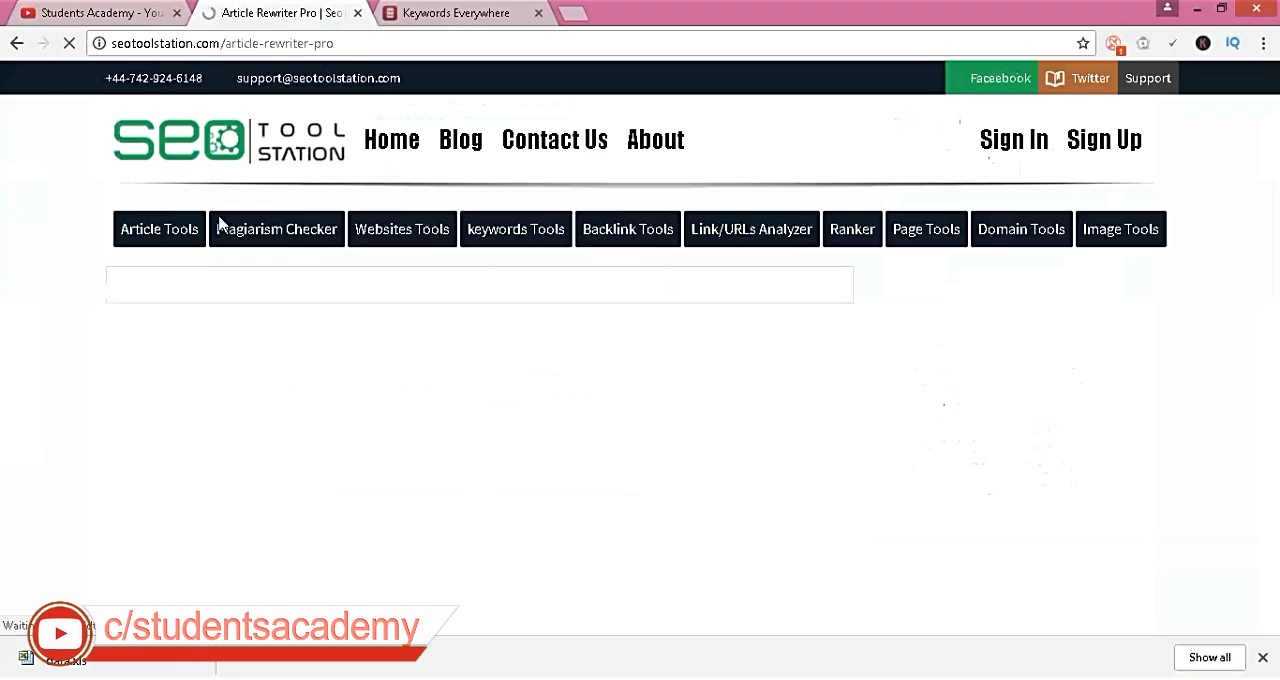 Students Academy - You
Article Rewriter Pro | Seo
Keywords Everywhere
seotoolstation.com/article-rewriter-pro
1
K
IQ
+44-742-924-6148
support@seotoolstation.com
Faceebook
Twitter
Support
seo TOOL STATION
Home
Blog
Contact Us
About
Sign In
Sign Up
Article Tools
Plagiarism Checker
Websites Tools
keywords Tools
Backlink Tools
Link/URLs Analyzer
Ranker
Page Tools
Domain Tools
Image Tools
c/studentsacademy
Show all